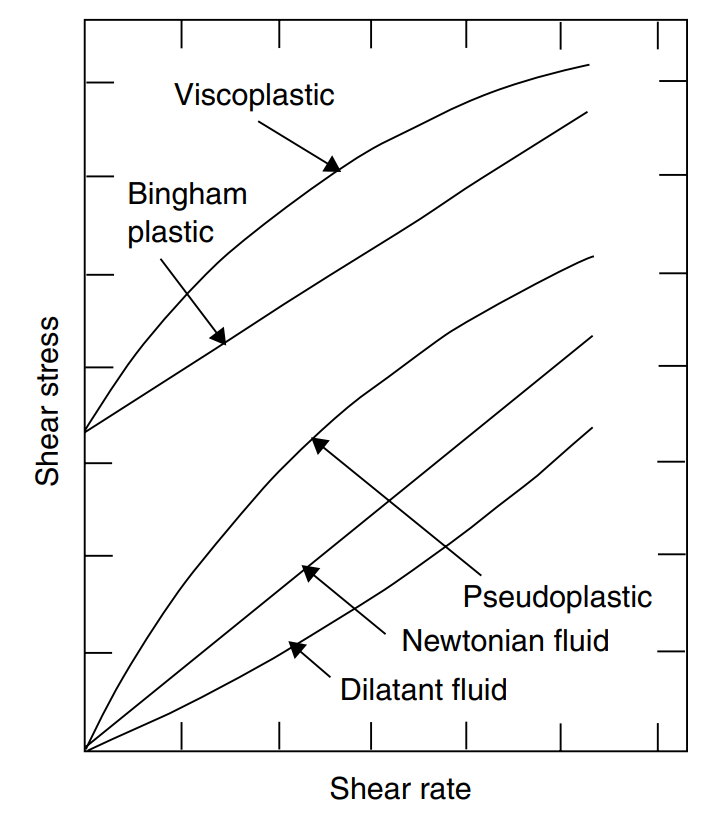 Viscoplastic
Bingham
plastic
Shear stress
Pseudoplastic
Newtonian fluid
Dilatant fluid
Shear rate